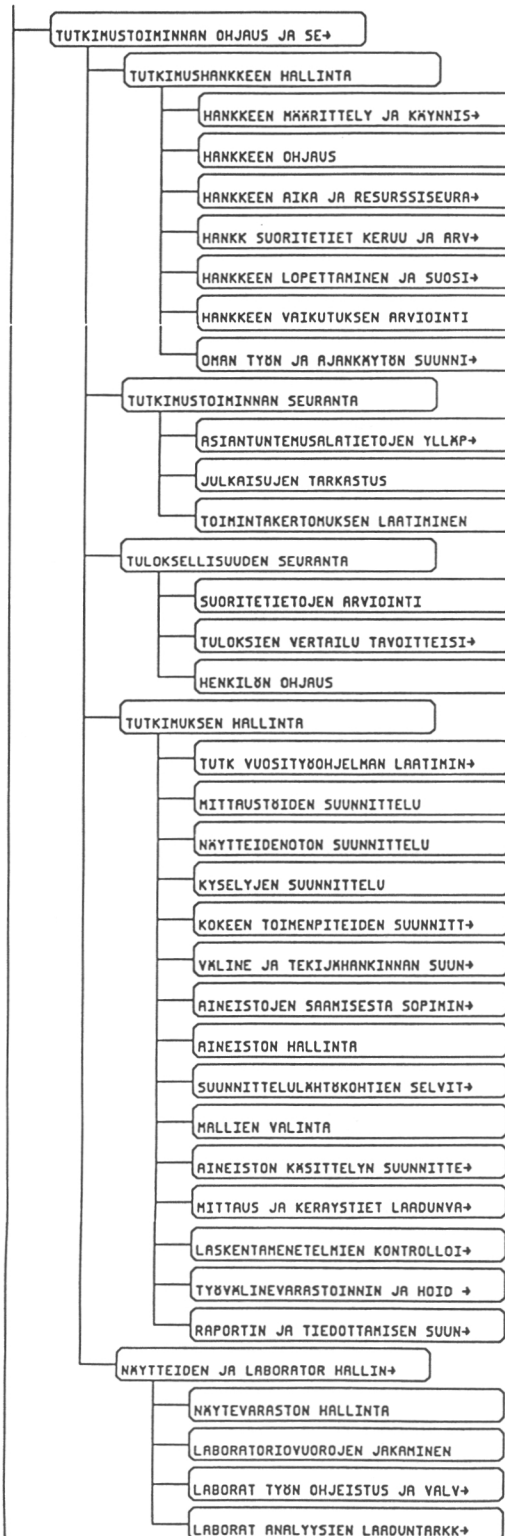 TUTKIMUSTOIMINNAN OHJAUS JA SE→
TUTKIMUSHANKKEEN HALLINTA
HANKKEEN MÄÄRITTELY JA KÄYNNIS→
HANKKEEN OHJAUS
HANKKEEN AIKA JA RESURSSISEURA→
HANKK SUORITETIET KERUU JA ARV→
HANKKEEN LOPETTAMINEN JA SUOSI→
HANKKEEN VAIKUTUKSEN ARVIOINTI
OMAN TYÖN JA AJANKÄYTÖN SUUNNI→
TUTKIMUSTOIMINNAN SEURANTA
ASIANTUNTEMUSALATIETOJEN YLLÄP→
JULKAISUJEN TARKASTUS
TOIMINTAKERTOMUKSEN LAATIMINEN
TULOKSELLISUUDEN SEURANTA
SUORITETIETOJEN ARVIOINTI
TULOKSIEN VERTAILU TAVOITTEISI→
HENKILÖN OHJAUS
TUTKIMUKSEN HALLINTA
TUTK VUOSITYÖOHJELMAN LAATIMIN→
MITTAUSTÖIDEN SUUNNITTELU
NÄYTTEIDENOTON SUUNNITTELU
KYSELYJEN SUUNNITTELU
KOKEEN TOIMENPITEIDEN SUUNNITT→
VÄLINE JA TEKIJÄHANKINNAN SUUN→
AINEISTOJEN SAAMISESTA SOPIMIN→
AINEISTON HALLINTA
SUUNNITTELULÄHTÖKOHTIEN SELVIT→
MALLIEN VALINTA
AINEISTON KÄSITTELYN SUUNNITTE→
MITTAUS JA KERAYSTIET LAADUNVA→
LASKENTAMENETELMIEN KONTROLLOI→
TYÖVÄLINEVARASTOINNIN JA HOID →
RAPORTIN JA TIEDOTTAMISEN SUUN→
NÄYTTEIDEN JA LABORATOR HALLIN→
NÄYTEVARASTON HALLINTA
LABORATORIOVUOROJEN JAKAMINEN
LABORAT TYÖN OHJEISTUS JA VALV→
LABORAT ANALYYSIEN LAADUNTARKK→